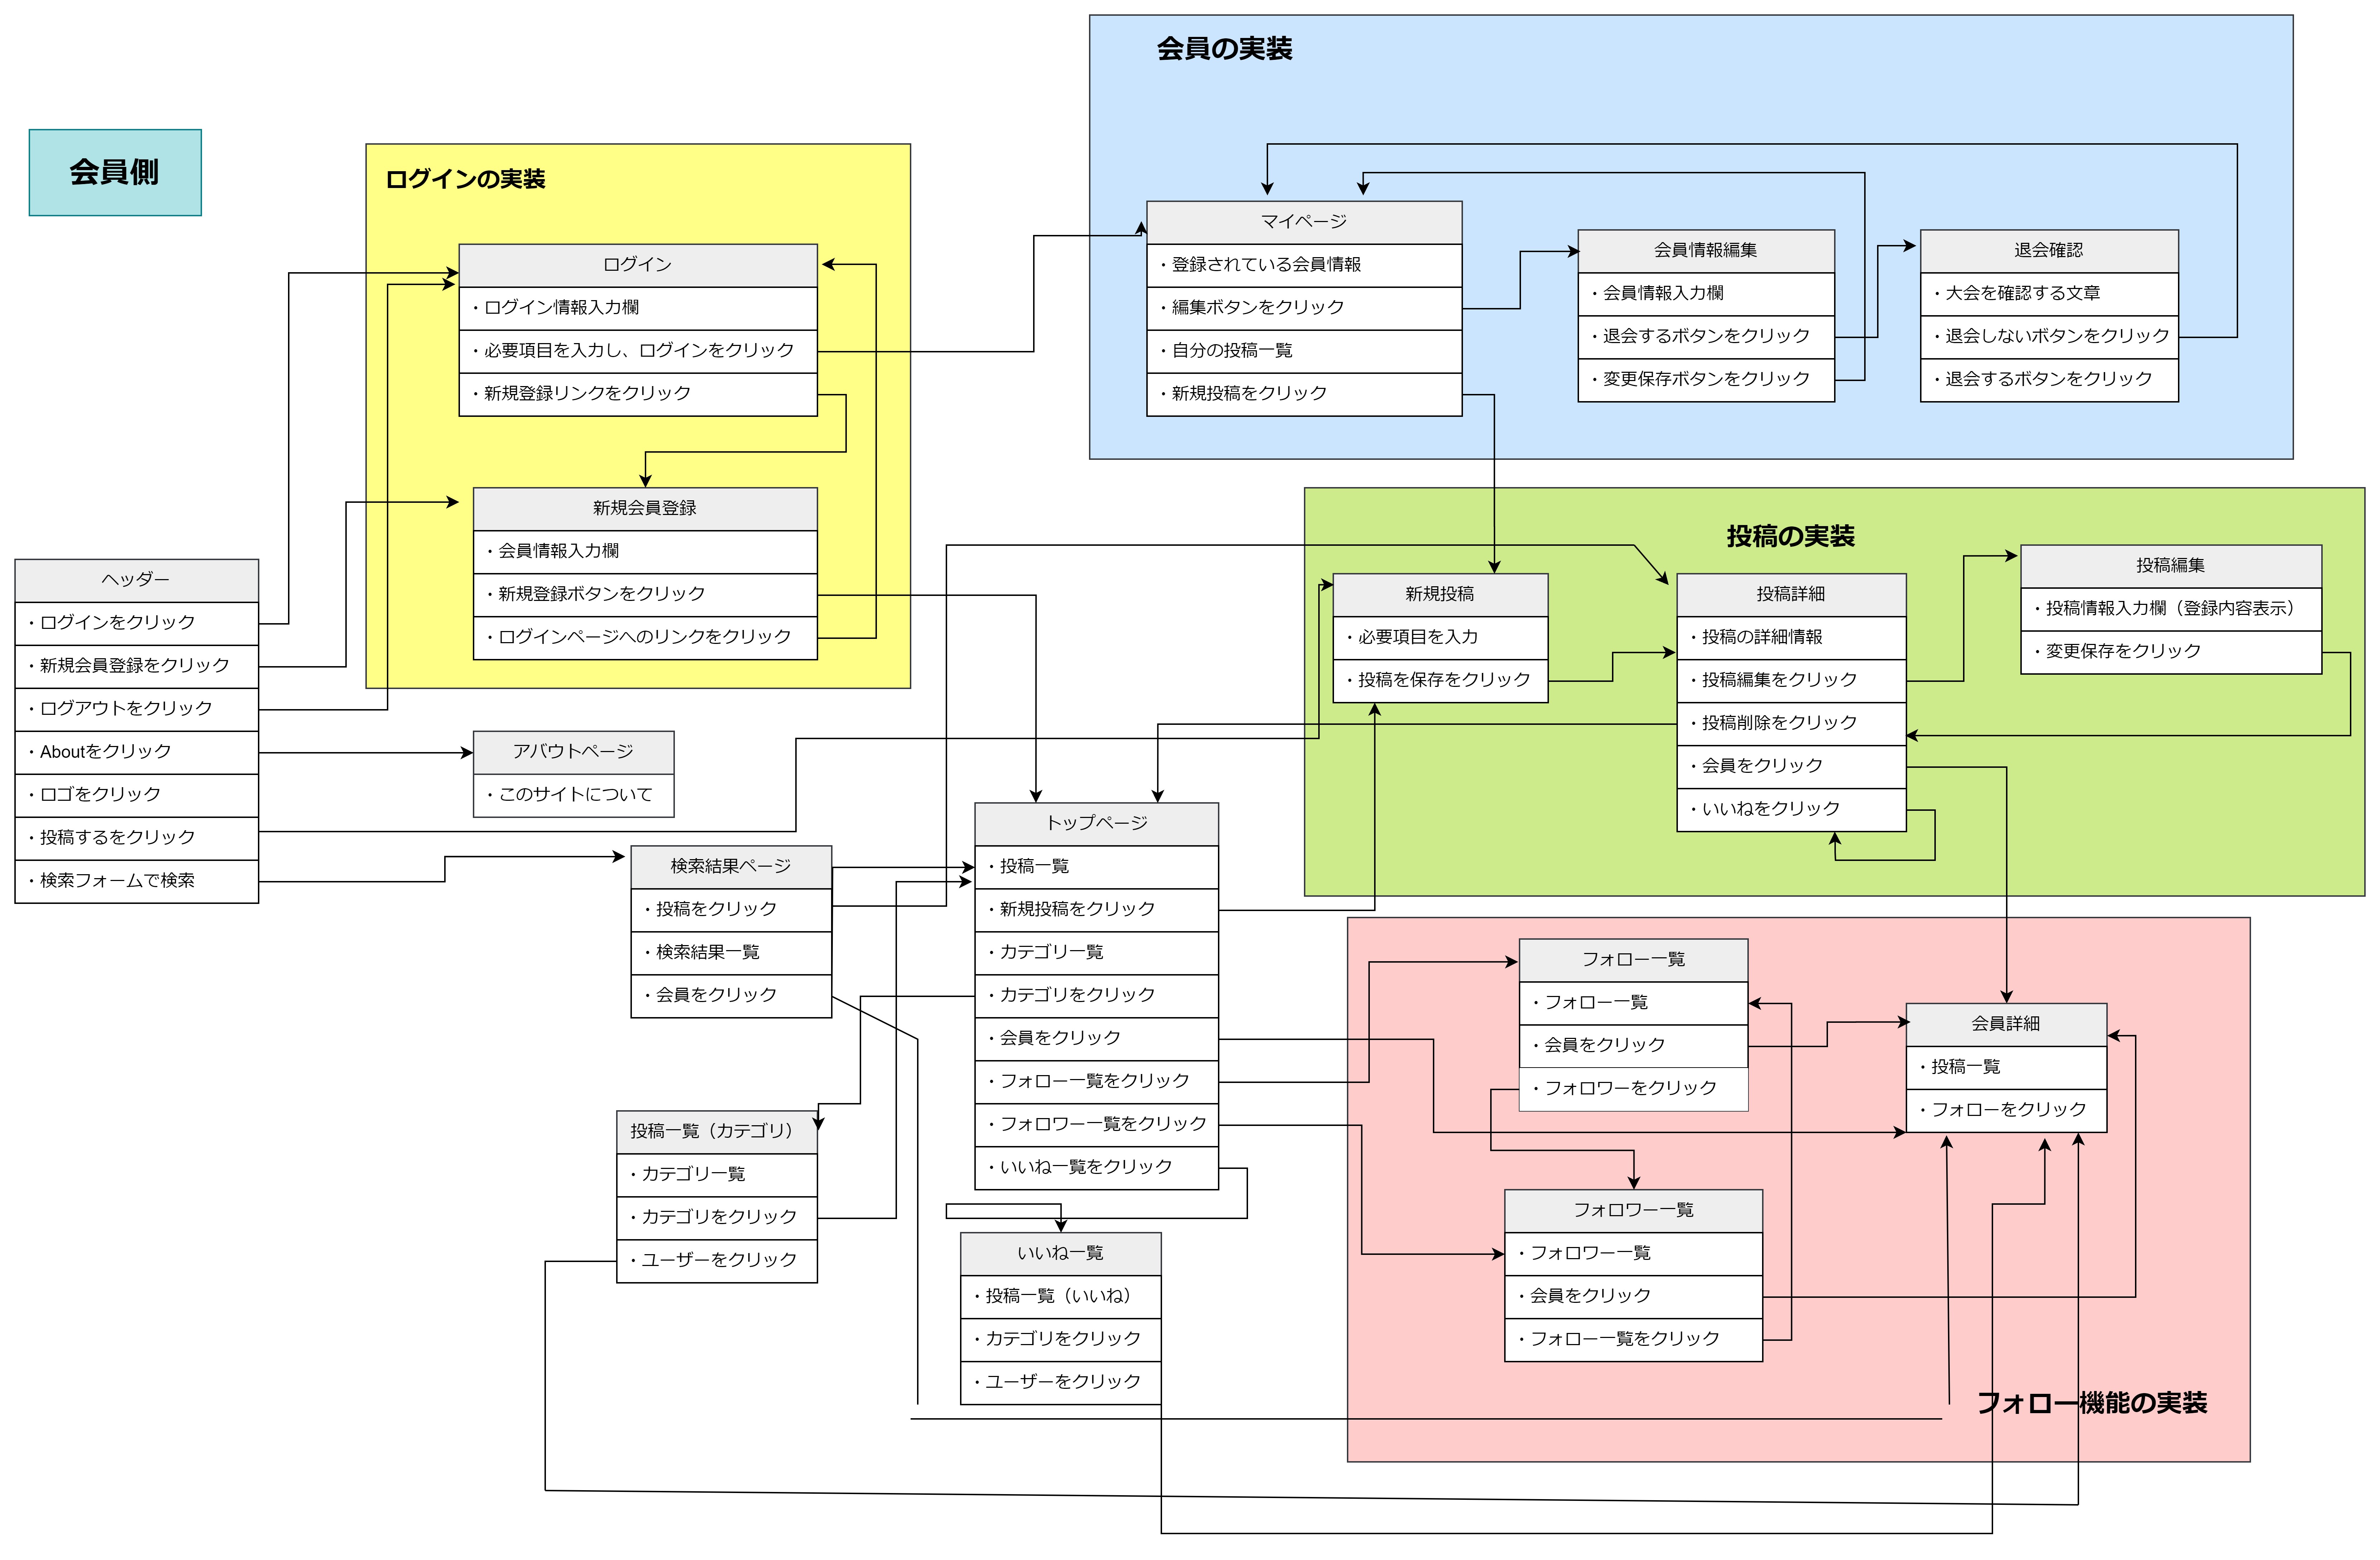 会員の実装
会員側
ログインの実装
マイページ
・登録されている会員情報
・編集ボタンをクリック
・自分の投稿一覧
・新規投稿をクリック
会員情報編集
・会員情報入力欄
・退会するボタンをクリック
・変更保存ボタンをクリック
退会確認
・大会を確認する文章
・退会しないボタンをクリック
・退会するボタンをクリック
ログイン
・ログイン情報入力欄
・必要項目を入力し、ログインをクリック
・新規登録リンクをクリック
新規会員登録
・会員情報入力欄
・新規登録ボタンをクリック
・ログインページへのリンクをクリック
ヘッダー
・ログインをクリック
・新規会員登録をクリック
・ログアウトをクリック
・Aboutをクリック
・ロゴをクリック
・投稿するをクリック
・検索フォームで検索
アバウトページ
・このサイトについて
投稿の実装
新規投稿
・必要項目を入力
・投稿を保存をクリック
投稿詳細
・投稿の詳細情報
・投稿編集をクリック
・投稿削除をクリック
・会員をクリック
・いいねをクリック
投稿編集
・投稿情報入力欄（登録内容表示）
・変更保存をクリック
検索結果ページ
・投稿をクリック
・検索結果一覧
・会員をクリック
トップページ
・投稿一覧
・新規投稿をクリック
・カテゴリ一覧
・カテゴリをクリック
・会員をクリック
・フォロー一覧をクリック
・フォロワー一覧をクリック
・いいね一覧をクリック
投稿一覧（カテゴリ）
・カテゴリ一覧
・カテゴリをクリック
・ユーザーをクリック
いいね一覧
・投稿一覧（いいね）
・カテゴリをクリック
・ユーザーをクリック
フォロー一覧
・フォロー一覧
・会員をクリック
・フォロワーをクリック
会員詳細
・投稿一覧
・フォローをクリック
フォロワー一覧
・フォロワー一覧
・会員をクリック
・フォロー一覧をクリック
フォロー機能の実装